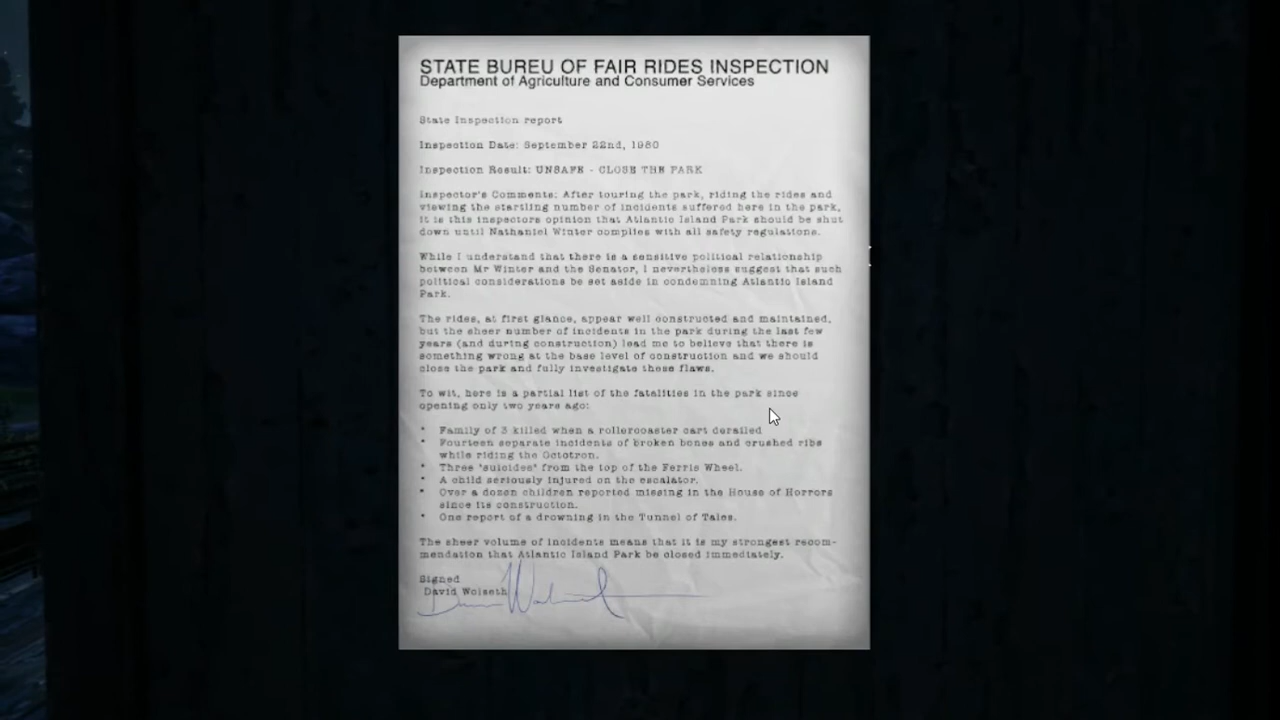 STATE BUREU OF FAIR RIDES INSPECTION
Department of Agriculture and Consumer Services
State Inspection report
Inspection Date: September 22nd, 1980
Inspection Result: UNSAFE - CLOSE THE PARK
Inspector's Comments: After touring the park, riding the rides and
viewing the startling number of incidents suffered here in the park,
it is this inspectors opinion that Atlantic Island Park should be shut
down until Nathaniel Winter complies with all safety regulations.
While I understand that there is a sensitive political relationship
between Mr Winter and the Senator, I nevertheless suggest that such
political considerations be set aside in condemning Atlantic Island
Park.
The rides, at first glance, appear well constructed and maintained,
but the sheer number of incidents in the park during the last few
years (and during construction) lead me to believe that there is
something wrong at the base level of construction and we should
close the park and fully investigate these flaws.
To wit, here is a partial list of the fatalities in the park since
opening only two years ago:
* Family of 3 killed when a rollercoaster cart derailed
* Fourteen separate incidents of broken bones and crushed ribs
while riding the Octotron.
* Three "suicides" from the top of the Ferris Wheel.
* A child seriously injured on the escalator.
* Over a dozen children reported missing in the House of Horrors
since its construction.
* One report of a drowning in the Tunnel of Tales.
The sheer volume of incidents means that it is my strongest recom-
mendation that Atlantic Island Park be closed immediately.
Signed
David Wolseth